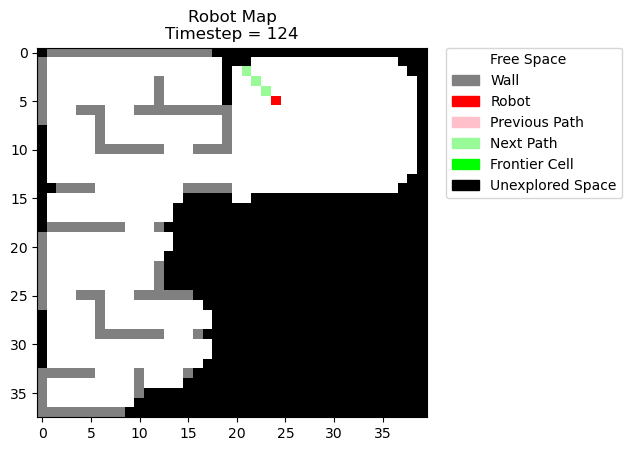 Robot Map
Timestep = 124
0
5
10
15
20
25
30
35
0
5
10
15
20
25
30
35
Free Space
Wall
Robot
Previous Path
Next Path
Frontier Cell
Unexplored Space